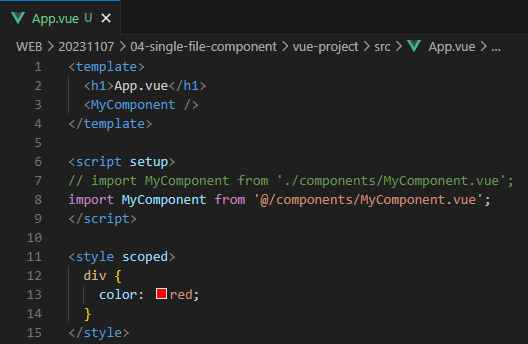 App.vue U
WEB > 20231107 > 04-single-file-component > vue-project > src > App.vue > ...
1 <template>
2   <h1>App.vue</h1>
3   <MyComponent />
4 </template>
5
6 <script setup>
7 // import MyComponent from './components/MyComponent.vue';
8 import MyComponent from '@/components/MyComponent.vue';
9 </script>
10
11 <style scoped>
12   div {
13     color: red;
14   }
15 </style>